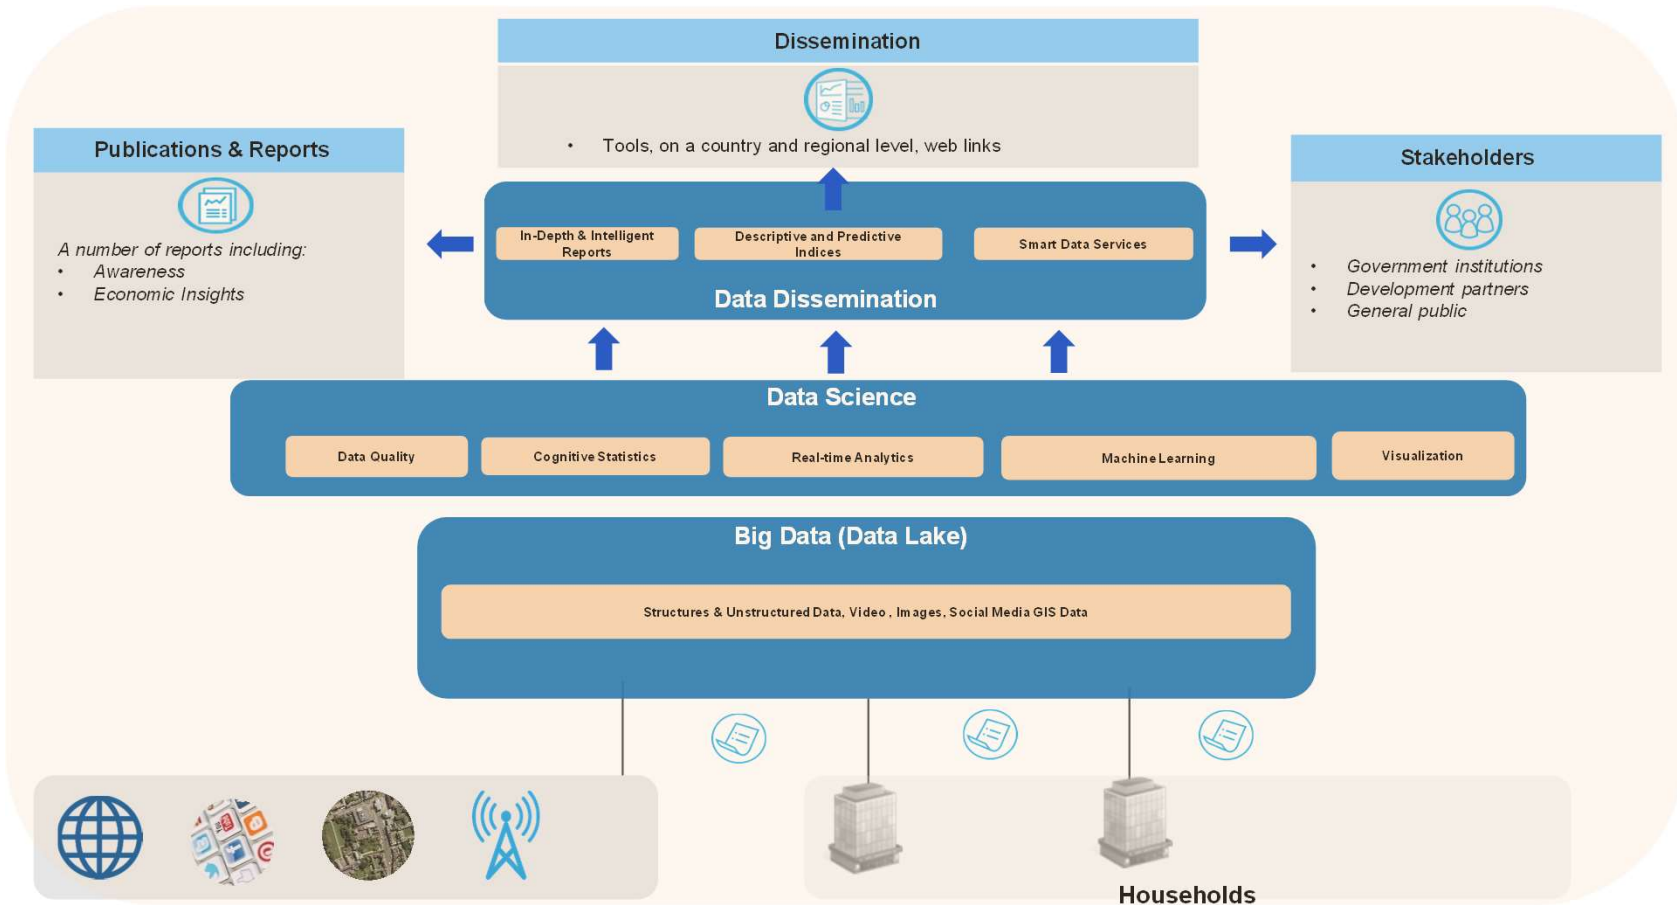 Dissemination
• Tools, on a country and regional level, web links
Publications & Reports
A number of reports including:
• Awareness
• Economic Insights
Stakeholders
• Government institutions
• Development partners
• General public
In-Depth & Intelligent
Reports
Descriptive and Predictive
Indices
Smart Data Services
Data Dissemination
Data Science
Data Quality
Cognitive Statistics
Real-time Analytics
Machine Learning
Visualization
Big Data (Data Lake)
Structures & Unstructured Data, Video , Images, Social Media GIS Data
Households